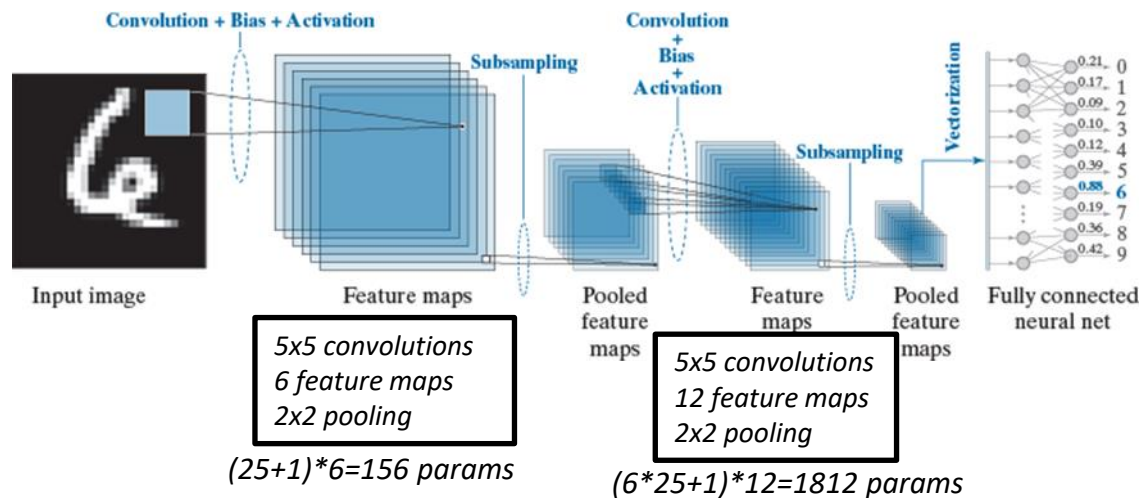 Convolution + Bias + Activation
Subsampling
Convolution
+
Bias
+
Activation
Subsampling
Vectorization
0.21 0
0.17 1
0.09 2
0.10 3
0.12 4
0.39 5
0.88 6
0.19 7
0.36 8
0.42 9
Input image
Feature maps
Pooled
feature
maps
Feature
maps
Pooled
feature
maps
Fully connected
neural net
5x5 convolutions
6 feature maps
2x2 pooling
(25+1)*6=156 params
5x5 convolutions
12 feature maps
2x2 pooling
(6*25+1)*12=1812 params